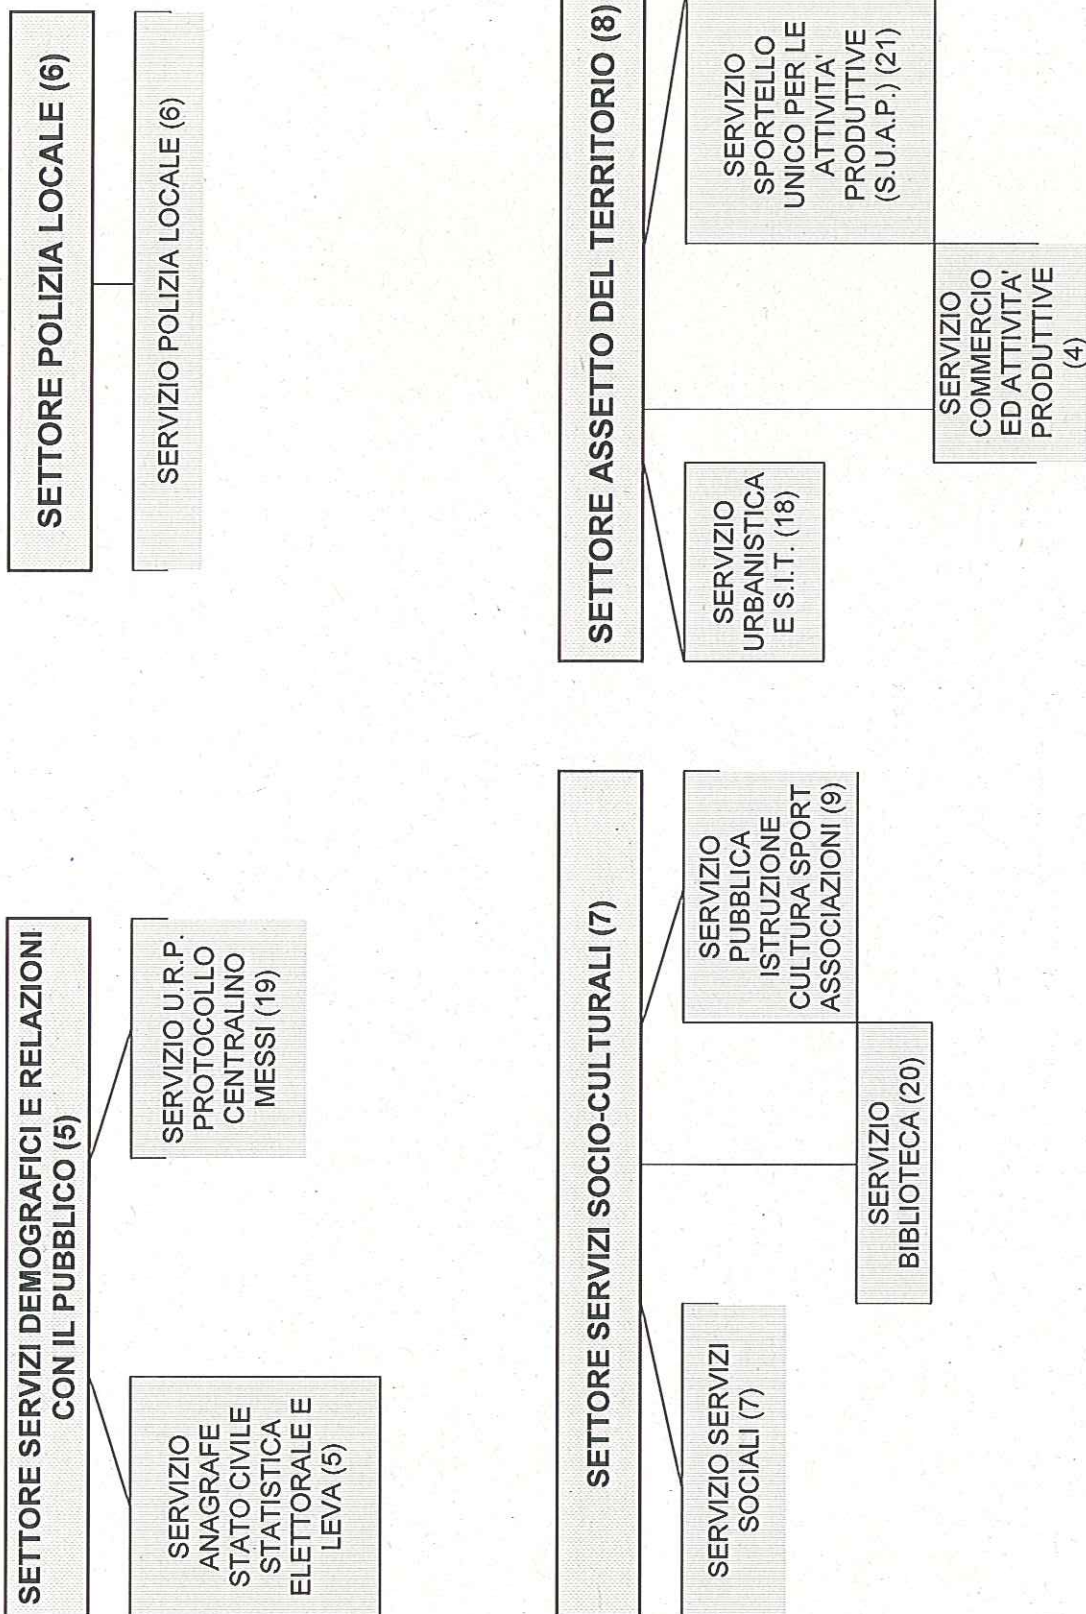 SETTORE SERVIZI DEMOGRAFICI E RELAZIONI
CON IL PUBBLICO (5)
SERVIZIO
ANAGRAFE
STATO CIVILE
STATISTICA
ELETTORALE E
LEVA (5)
SERVIZIO U.R.P.
PROTOCOLLO
CENTRALINO
MESSI (19)
SETTORE POLIZIA LOCALE (6)
SERVIZIO POLIZIA LOCALE (6)
SETTORE SERVIZI SOCIO-CULTURALI (7)
SERVIZIO SERVIZI
SOCIALI (7)
SERVIZIO
BIBLIOTECA (20)
SERVIZIO
PUBBLICA
ISTRUZIONE
CULTURA SPORT
ASSOCIAZIONI (9)
SETTORE ASSETTO DEL TERRITORIO (8)
SERVIZIO
URBANISTICA
E S.I.T. (18)
SERVIZIO
COMMERCIO
ED ATTIVITA'
PRODUTTIVE
(4)
SERVIZIO
SPORTELLO
UNICO PER LE
ATTIVITA'
PRODUTTIVE
(S.U.A.P.) (21)